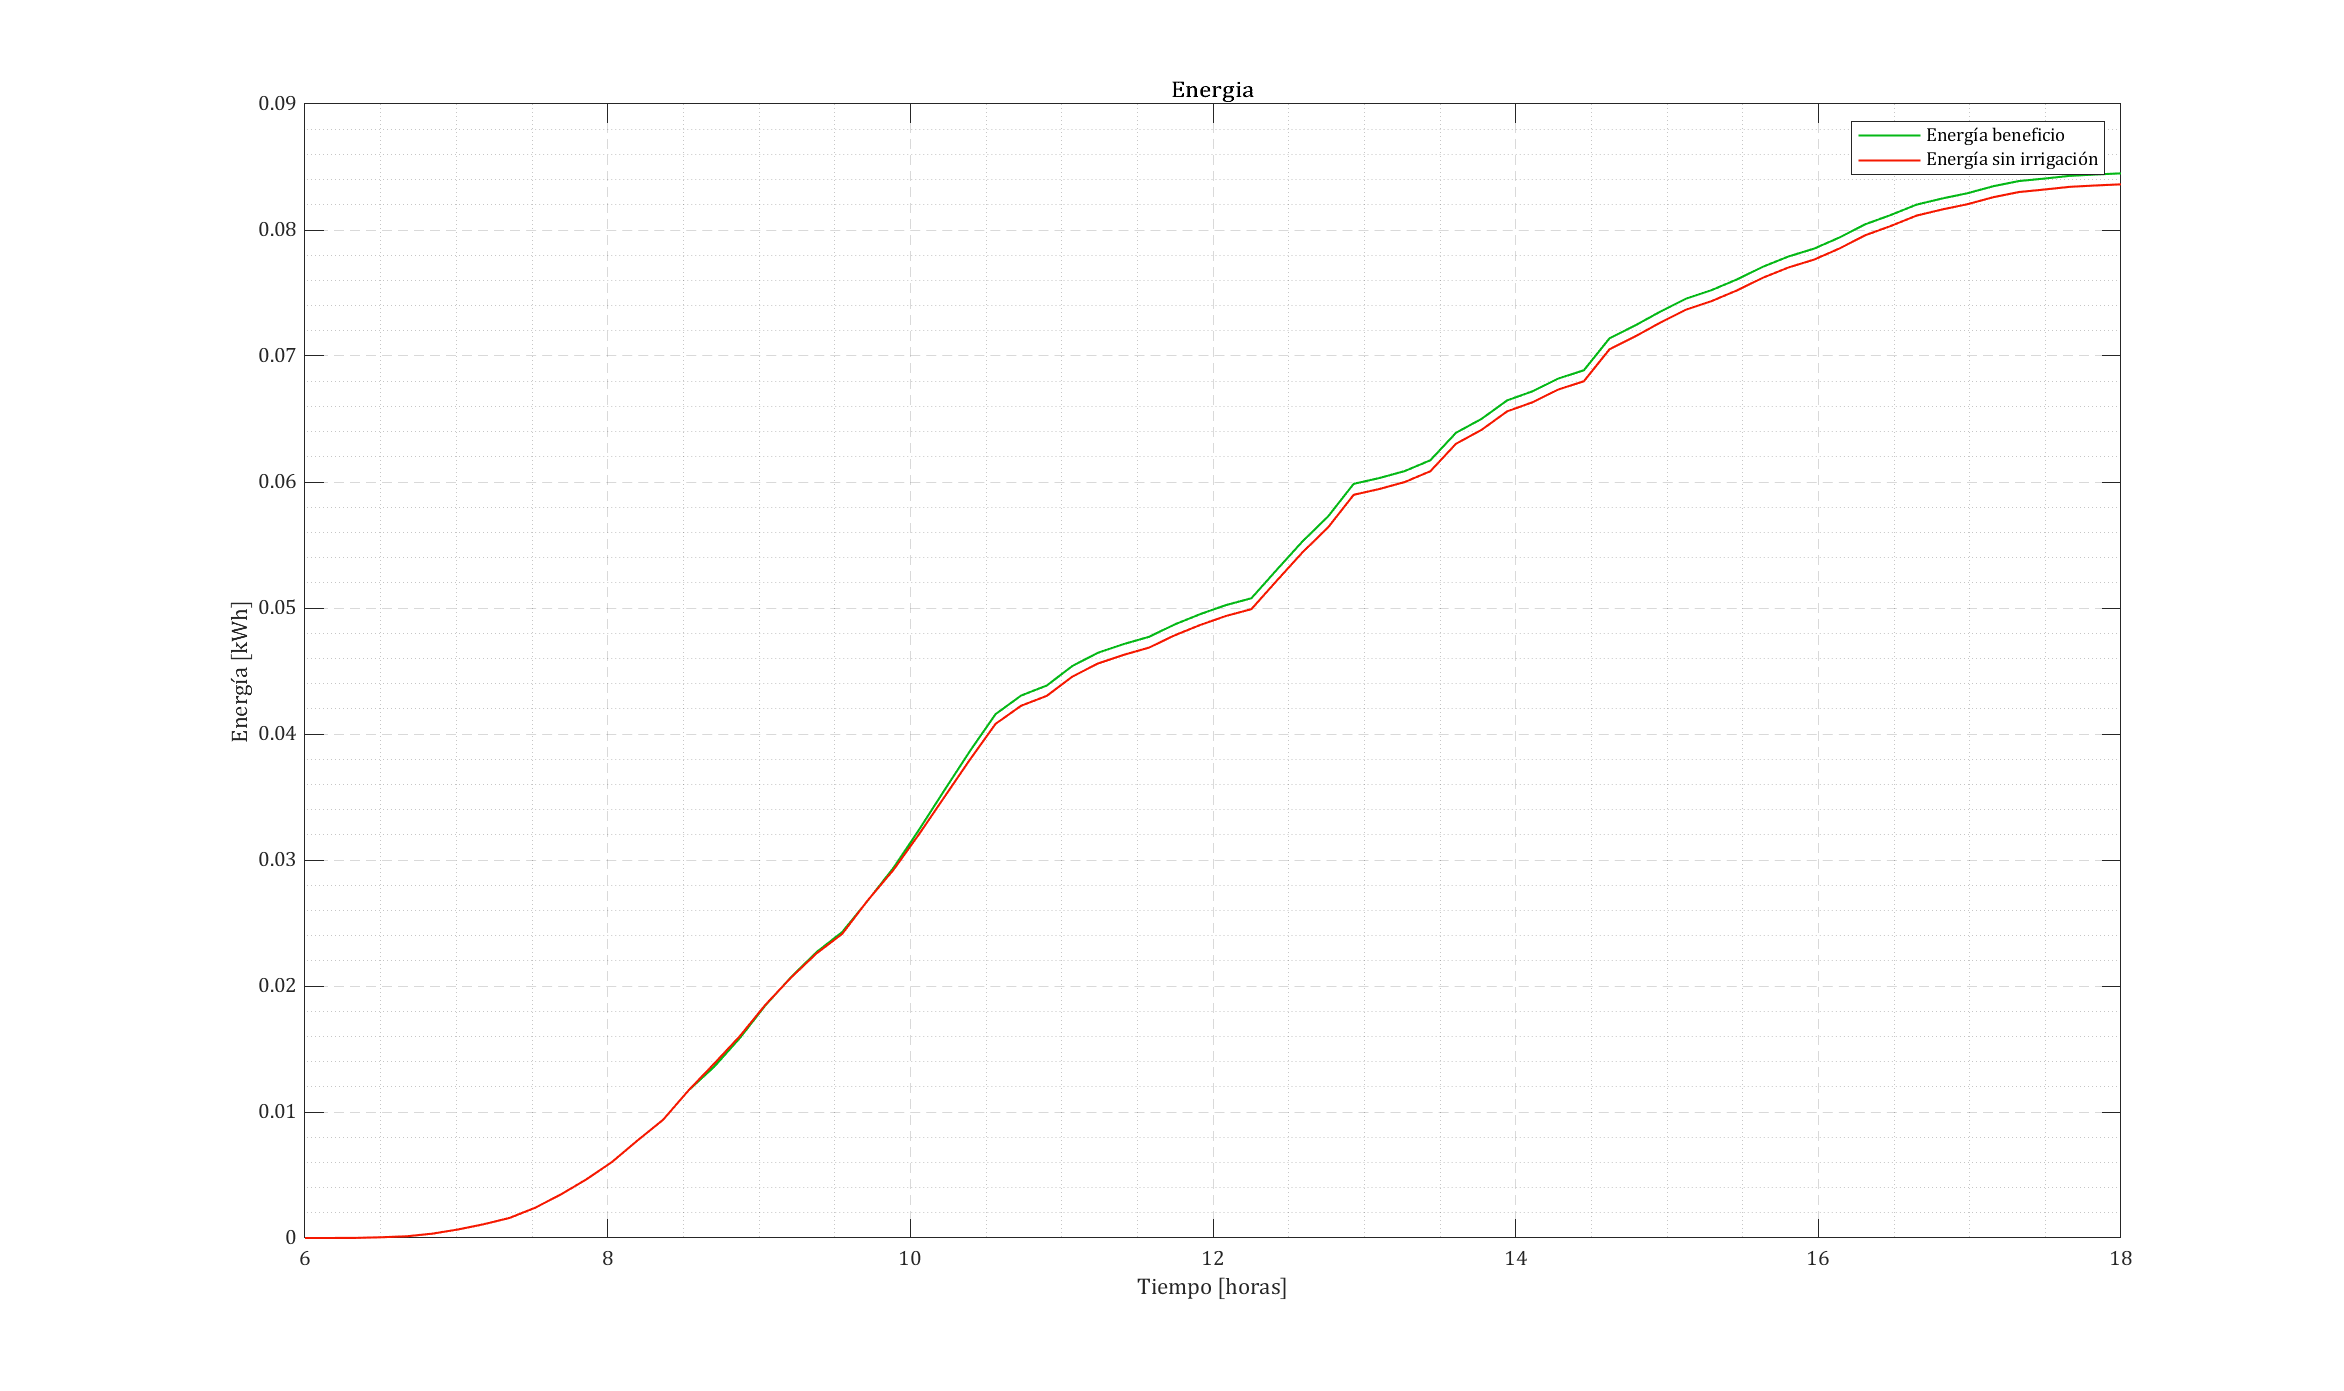 Energia
Energía beneficio
Energía sin irrigación
0.09
0.08
0.07
0.06
0.05
0.04
0.03
0.02
0.01
0
Energía [kWh]
6 8 10 12 14 16 18
Tiempo [horas]